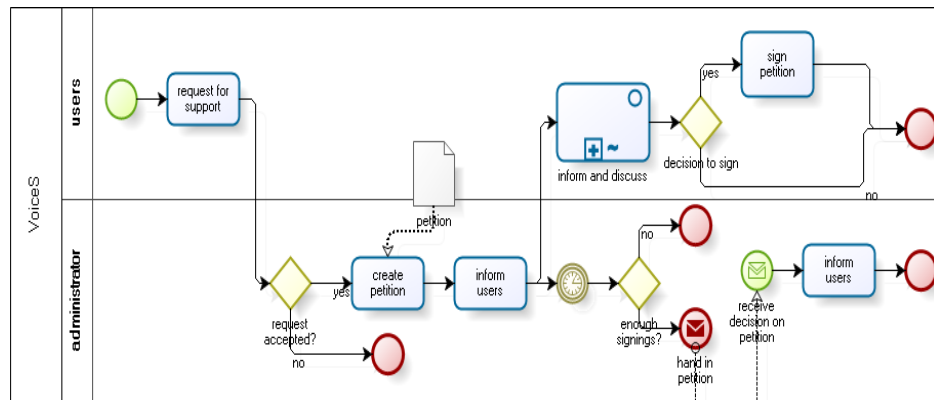 VoiceS
users
request for
support
inform and discuss
yes
decision to sign
sign
petition
no
administrator
request
accepted?
yes
no
petition
create
petition
inform
users
no
enough
signings?
hand in
petition
receive
decision on
petition
inform
users